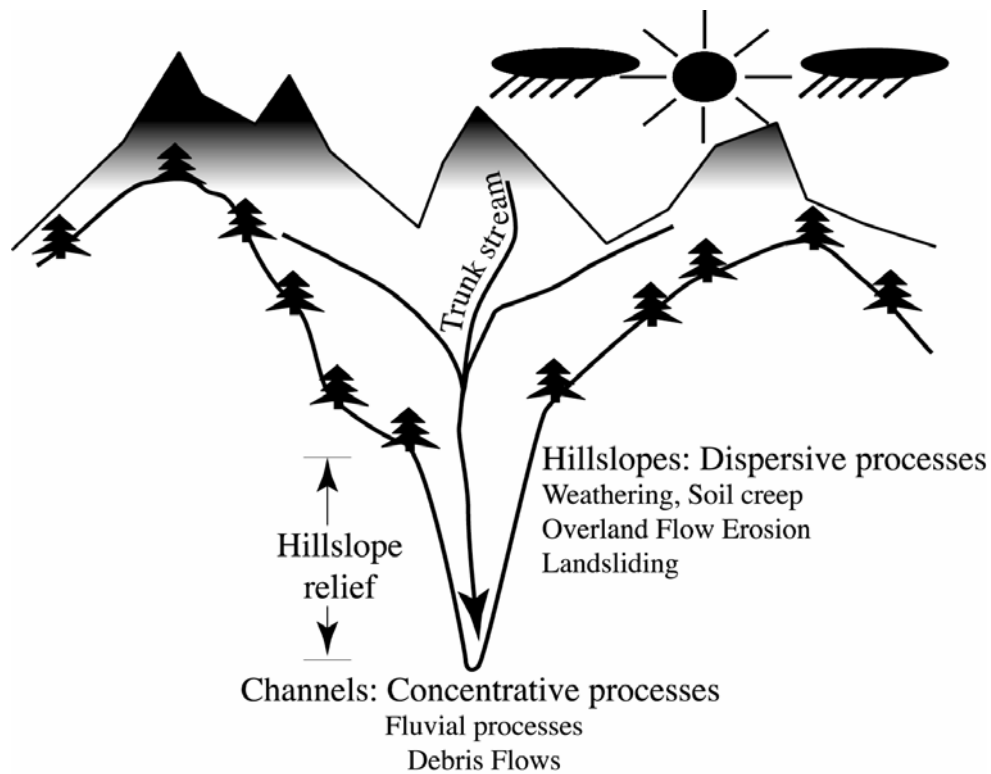 Trunk stream
Hillslopes: Dispersive processes
Weathering, Soil creep
Overland Flow Erosion
Landsliding
Hillslope
relief
Channels: Concentrative processes
Fluvial processes
Debris Flows